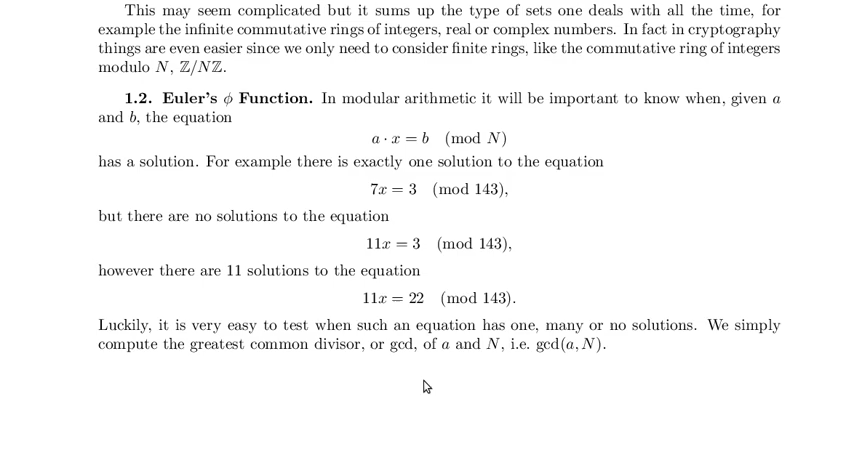 This may seem complicated but it sums up the type of sets one deals with all the time, for
example the infinite commutative rings of integers, real or complex numbers. In fact in cryptography
things are even easier since we only need to consider finite rings, like the commutative ring of integers
modulo N, ℤ/Nℤ.
1.2. Euler's ϕ Function. In modular arithmetic it will be important to know when, given a
and b, the equation
a · x = b (mod N)
has a solution. For example there is exactly one solution to the equation
7x = 3 (mod 143),
but there are no solutions to the equation
11x = 3 (mod 143),
however there are 11 solutions to the equation
11x = 22 (mod 143).
Luckily, it is very easy to test when such an equation has one, many or no solutions. We simply
compute the greatest common divisor, or gcd, of a and N, i.e. gcd(a, N).